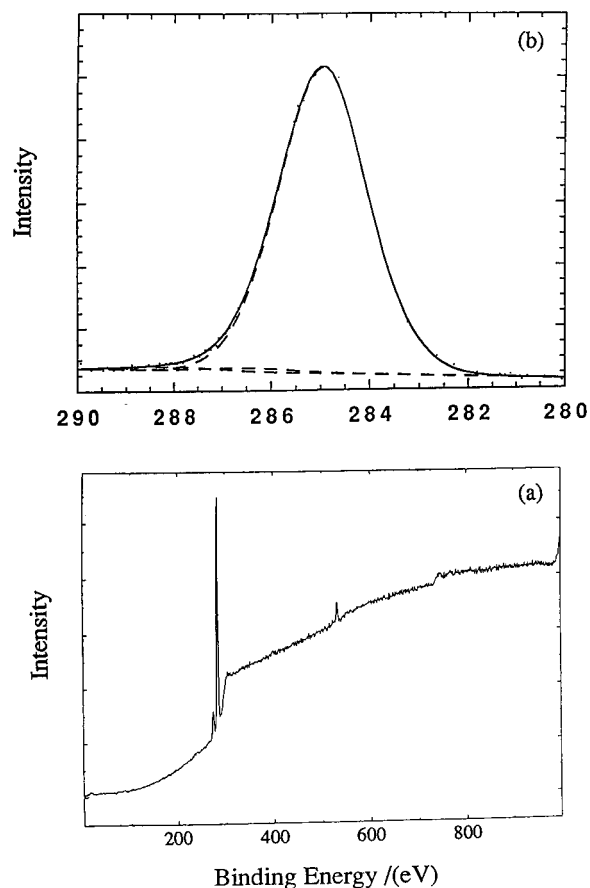 (b)
Intensity
290 288 286 284 282 280
(a)
Intensity
200 400 600 800
Binding Energy /(eV)